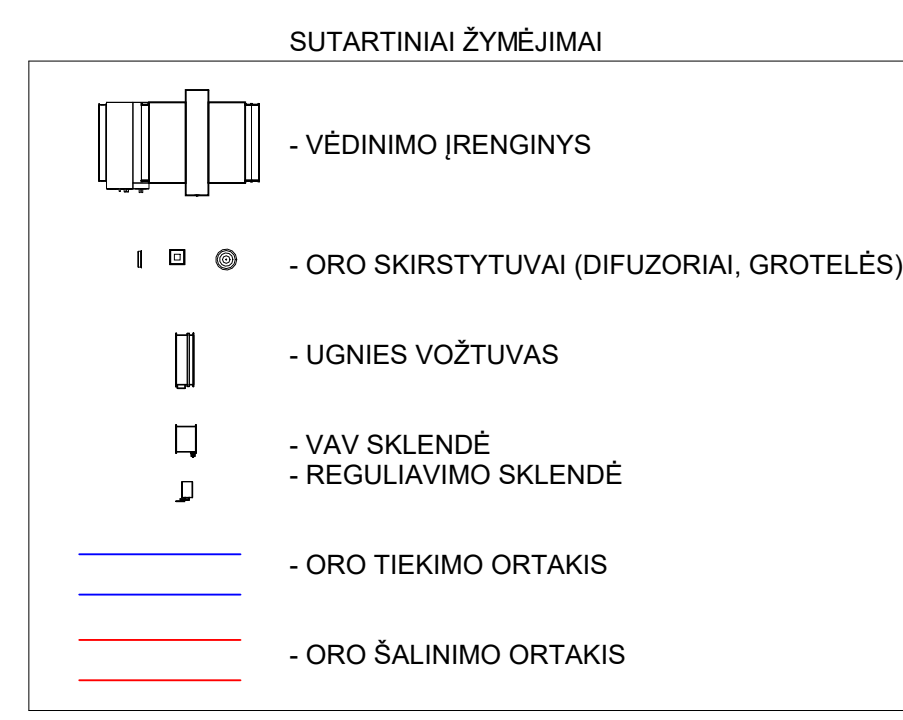 SUTARTINIAI ŽYMĖJIMAI
- VĖDINIMO ĮRENGINYS
- ORO SKIRSTYTUVAI (DIFUZORIAI, GROTELĖS)
- UGNIES VOŽTUVAS
- VAV SKLENDĖ
- REGULIAVIMO SKLENDĖ
- ORO TIEKIMO ORTAKIS
- ORO ŠALINIMO ORTAKIS